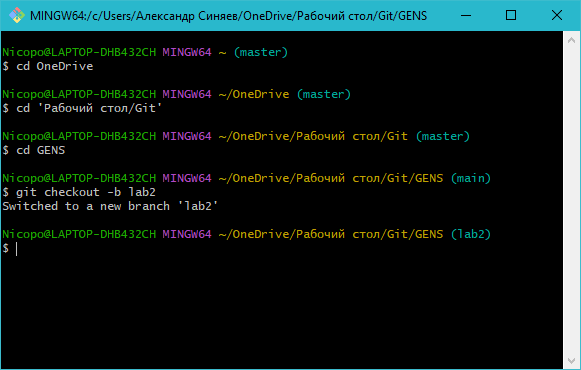 MINGW64:/c/Users/Александр Синяев/OneDrive/Рабочий стол/Git/GENS
Nicopo@LAPTOP-DHB432CH MINGW64 ~ (master)
$ cd OneDrive
Nicopo@LAPTOP-DHB432CH MINGW64 ~/OneDrive (master)
$ cd 'Рабочий стол/Git'
Nicopo@LAPTOP-DHB432CH MINGW64 ~/OneDrive/Рабочий стол/Git (master)
$ cd GENS
Nicopo@LAPTOP-DHB432CH MINGW64 ~/OneDrive/Рабочий стол/Git/GENS (main)
$ git checkout -b lab2
Switched to a new branch 'lab2'
Nicopo@LAPTOP-DHB432CH MINGW64 ~/OneDrive/Рабочий стол/Git/GENS (lab2)
$